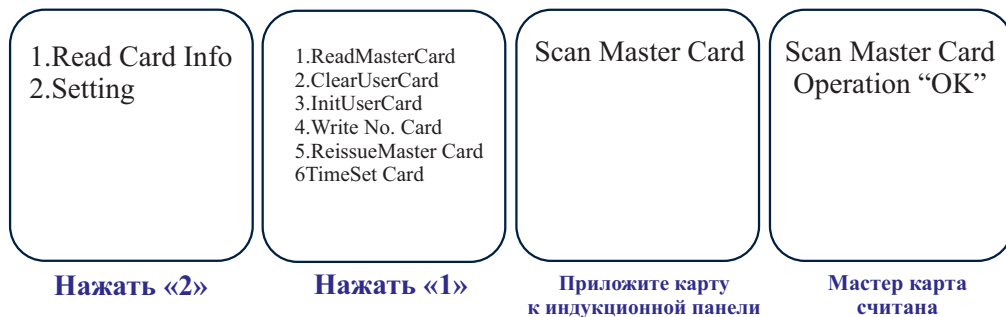 1.Read Card Info
2.Setting
Нажать «2»
1.ReadMasterCard
2.ClearUserCard
3.InitUserCard
4.Write No. Card
5.ReissueMaster Card
6TimeSet Card
Нажать «1»
Scan Master Card
Приложите карту
к индукционной панели
Scan Master Card
Operation “OK”
Мастер карта
считана